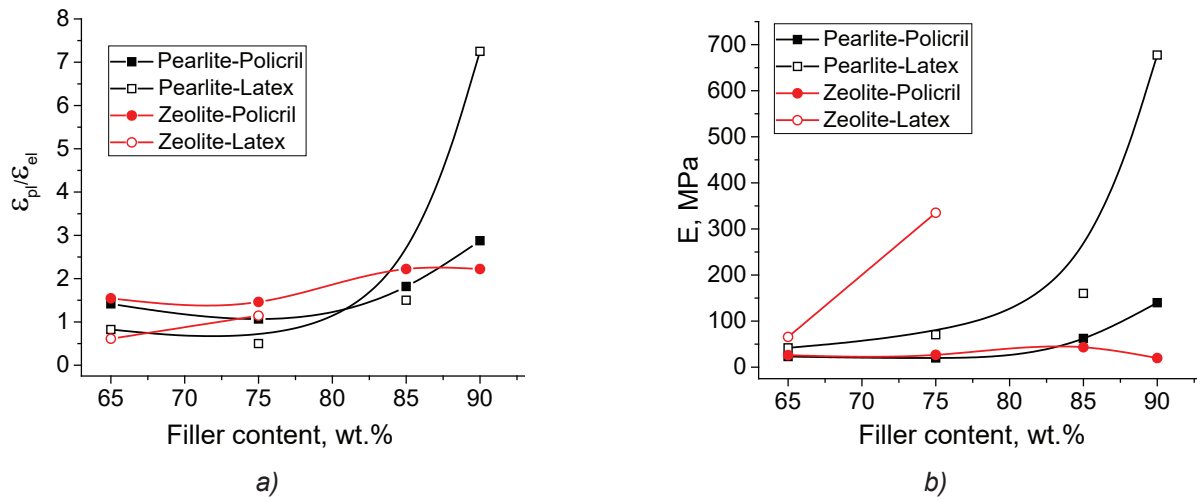 8
7
6
5
4
3
2
1
0
εpl/εel
Pearlite-Policril
Pearlite-Latex
Zeolite-Policril
Zeolite-Latex
65 70 75 80 85 90
Filler content, wt.%
a)
700
600
500
400
300
200
100
0
E, MPa
Pearlite-Policril
Pearlite-Latex
Zeolite-Policril
Zeolite-Latex
65 70 75 80 85 90
Filler content, wt.%
b)